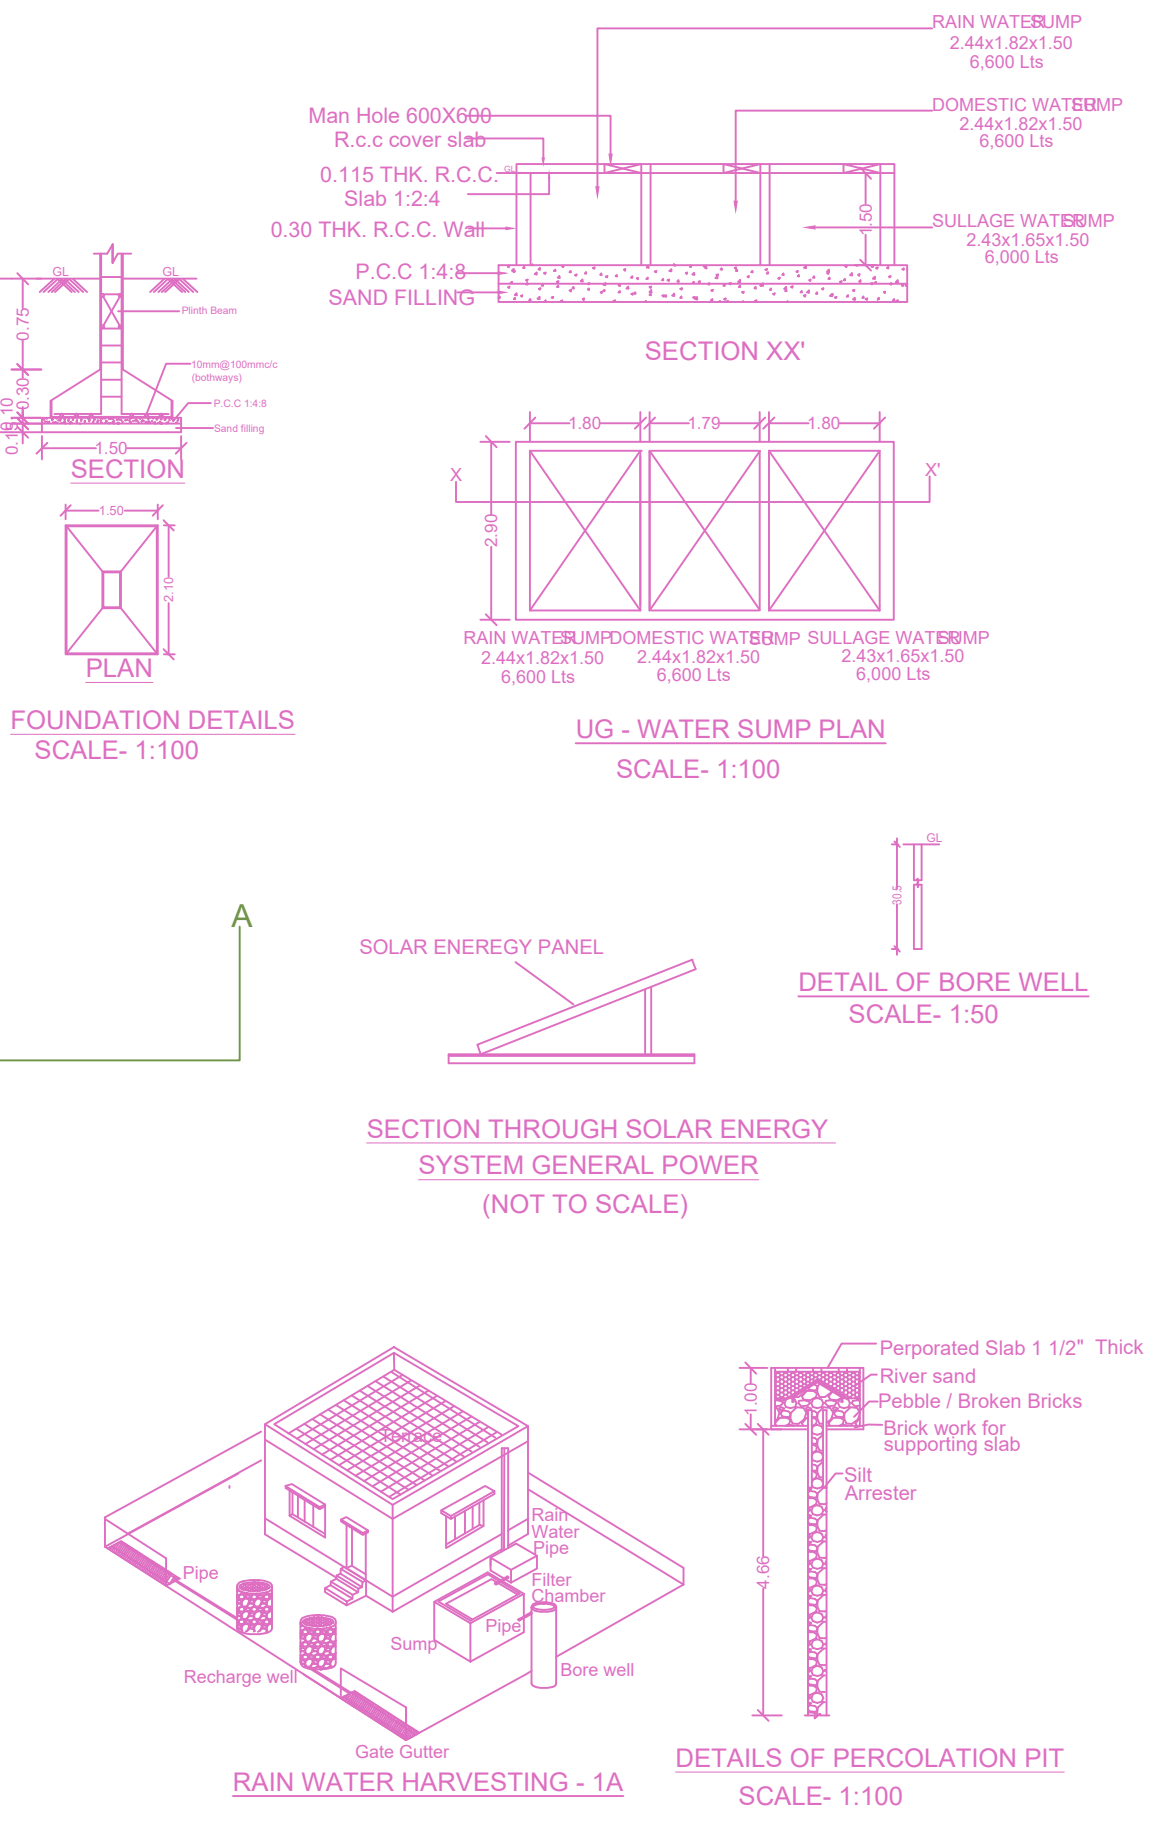 RAIN WATER SUMP
2.44x1.82x1.50
6,600 Lts
DOMESTIC WATER SUMP
2.44x1.82x1.50
6,600 Lts
SULLAGE WATER SUMP
2.43x1.65x1.50
6,000 Lts
Man Hole 600X600
R.c.c cover slab
0.115 THK. R.C.C.
Slab 1:2:4
0.30 THK. R.C.C. Wall
P.C.C 1:4:8
SAND FILLING
GL
1.50
SECTION XX'
GL
GL
Plinth Beam
10mm@100mmc/c
(bothways)
P.C.C 1:4:8
Sand filling
0.75
0.30
0.10
0.15
1.50
SECTION
1.50
2.10
PLAN
FOUNDATION DETAILS
SCALE- 1:100
1.80
1.79
1.80
X
X'
2.90
RAIN WATER SUMP
2.44x1.82x1.50
6,600 Lts
DOMESTIC WATER SUMP
2.44x1.82x1.50
6,600 Lts
SULLAGE WATER SUMP
2.43x1.65x1.50
6,000 Lts
UG - WATER SUMP PLAN
SCALE- 1:100
GL
30.5
DETAIL OF BORE WELL
SCALE- 1:50
A
SOLAR ENEREGY PANEL
SECTION THROUGH SOLAR ENERGY
SYSTEM GENERAL POWER
(NOT TO SCALE)
Terrace
Rain
Water
Pipe
Filter
Chamber
Pipe
Pipe
Sump
Bore well
Recharge well
Gate Gutter
RAIN WATER HARVESTING - 1A
Perporated Slab 1 1/2" Thick
River sand
Pebble / Broken Bricks
Brick work for
supporting slab
Silt
Arrester
1.00
4.66
DETAILS OF PERCOLATION PIT
SCALE- 1:100